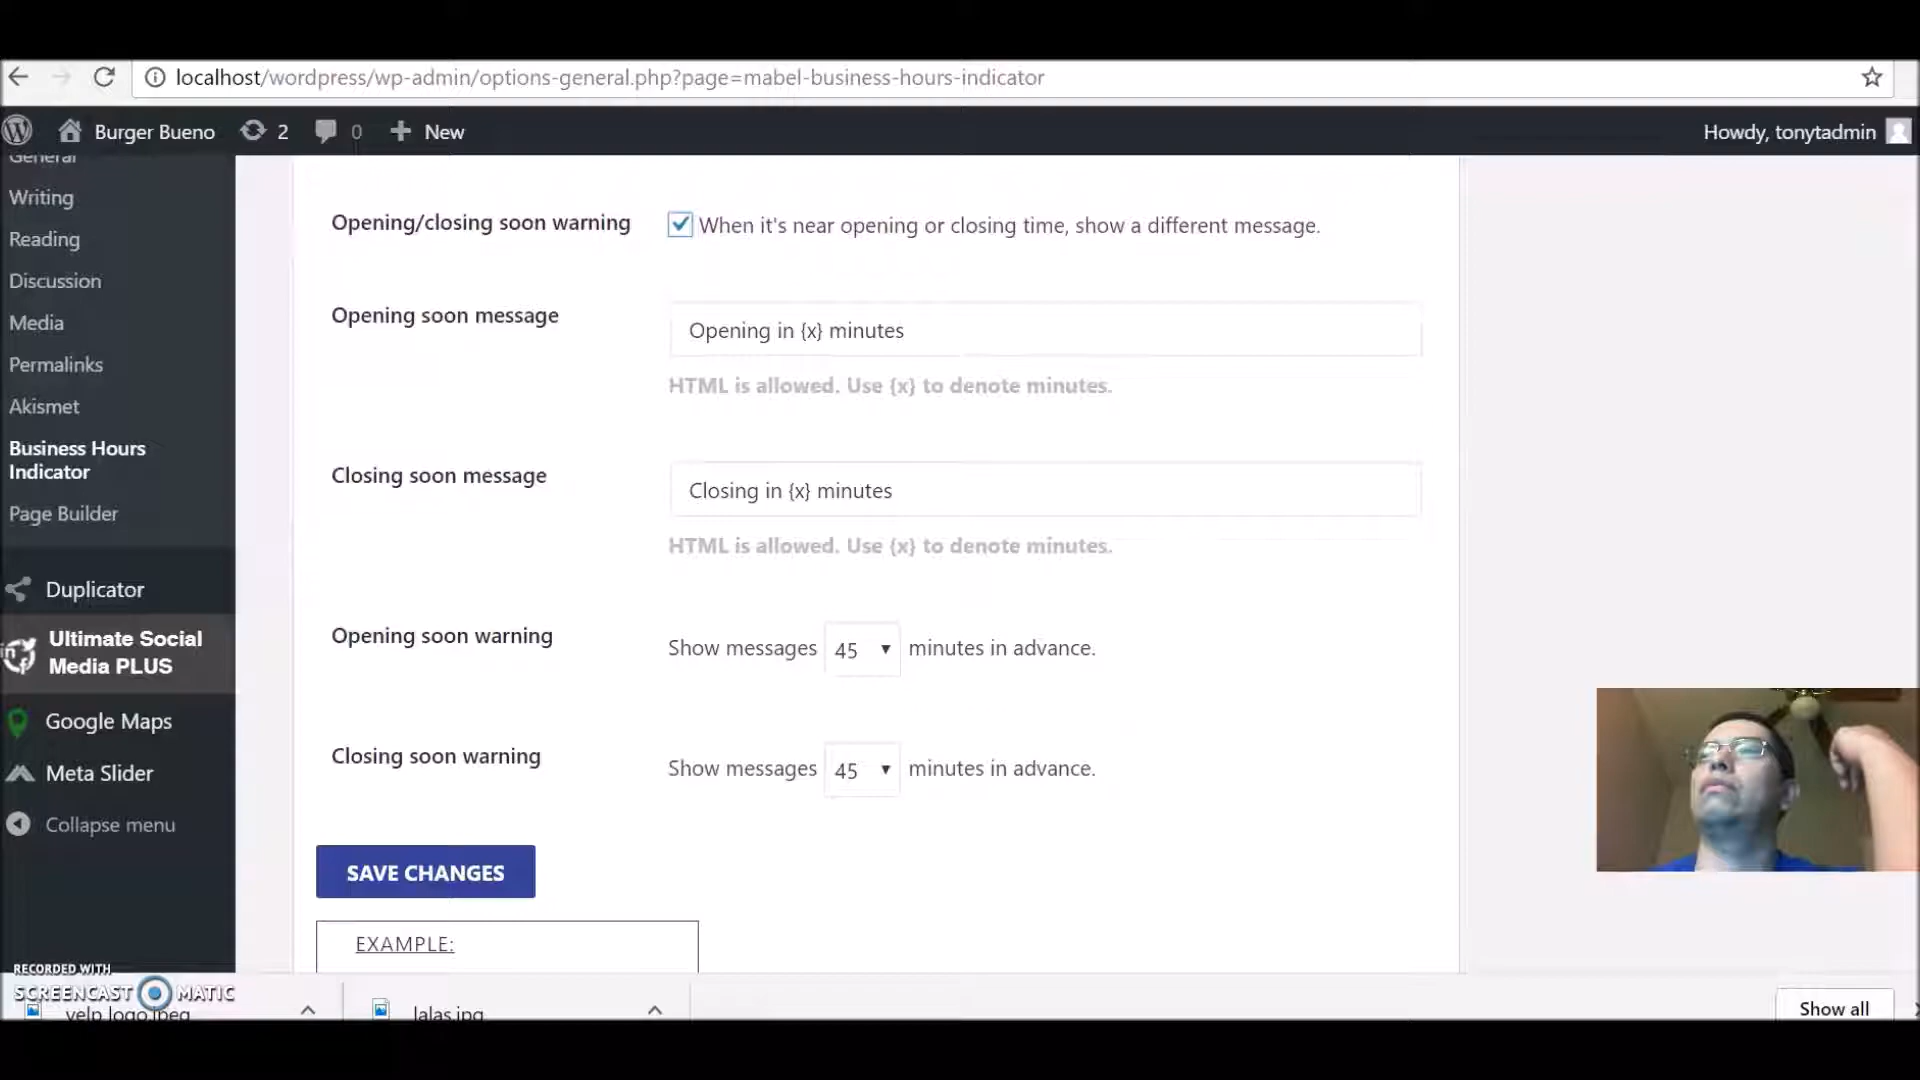 localhost/wordpress/wp-admin/options-general.php?page=mabel-business-hours-indicator
Burger Bueno
2
0
New
Howdy, tonytadmin
General
Writing
Reading
Discussion
Media
Permalinks
Akismet
Business Hours
Indicator
Page Builder
Duplicator
Ultimate Social
Media PLUS
Google Maps
Meta Slider
Collapse menu
Opening/closing soon warning
When it's near opening or closing time, show a different message.
Opening soon message
Opening in {x} minutes
HTML is allowed. Use {x} to denote minutes.
Closing soon message
Closing in {x} minutes
HTML is allowed. Use {x} to denote minutes.
Opening soon warning
Show messages 45 minutes in advance.
Closing soon warning
Show messages 45 minutes in advance.
SAVE CHANGES
EXAMPLE:
RECORDED WITH
SCREENCAST MATIC
yelp.logo.jpeg
lalas.jpg
Show all